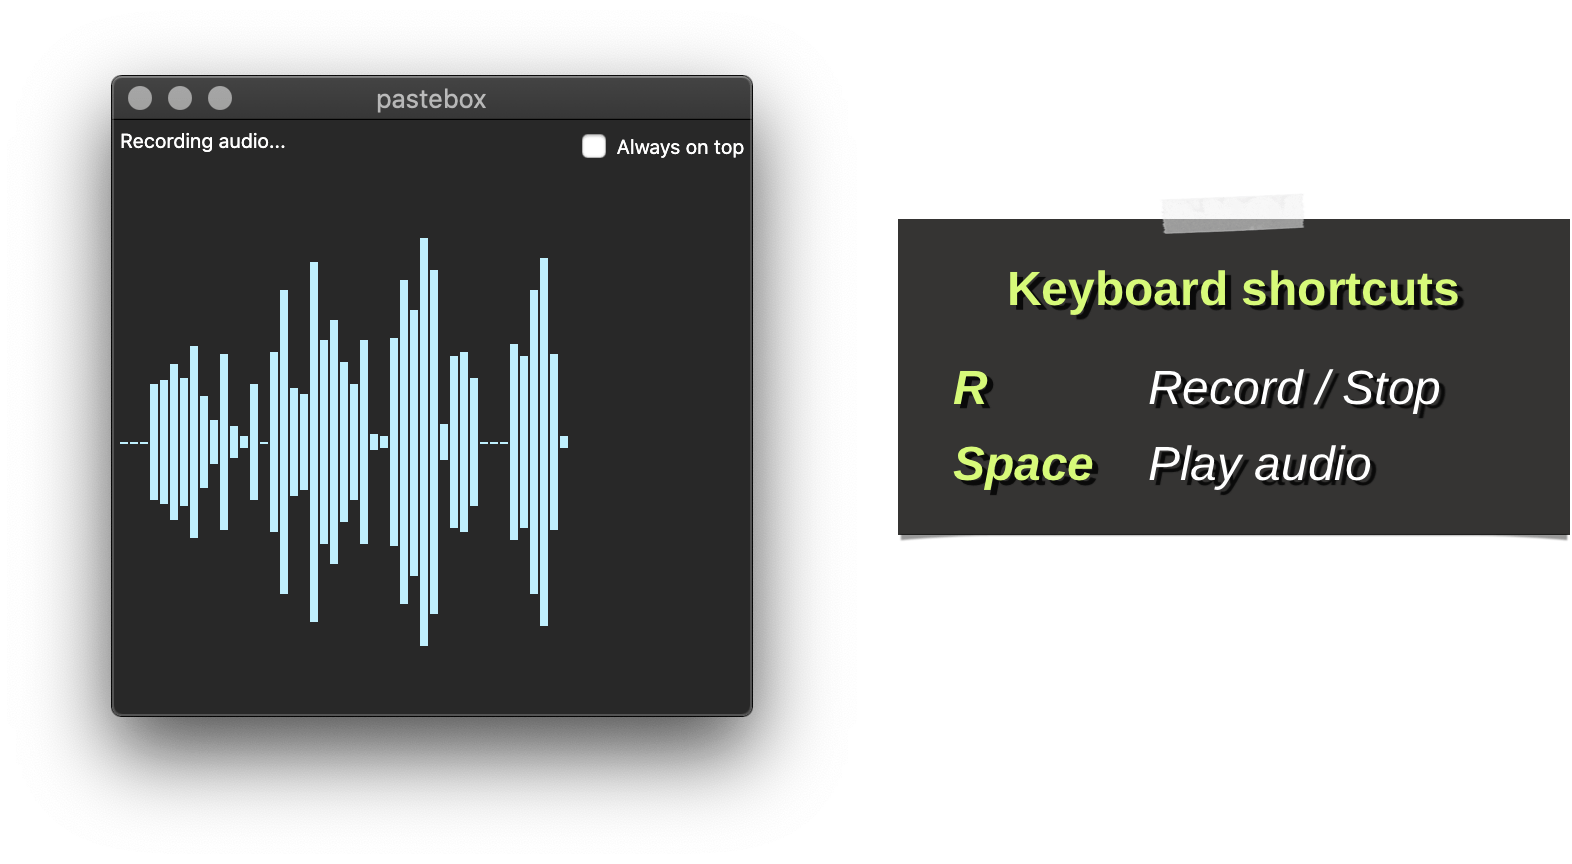 pastebox
Recording audio...
Always on top
Keyboard shortcuts
R Record / Stop
Space Play audio